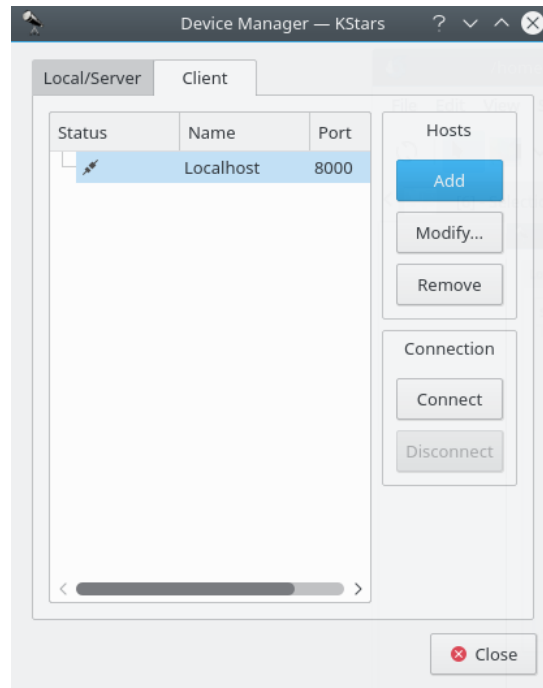 Device Manager — KStars
Local/Server
Client
Status Name Port
Localhost 8000
Hosts
Add
Modify...
Remove
Connection
Connect
Disconnect
Close